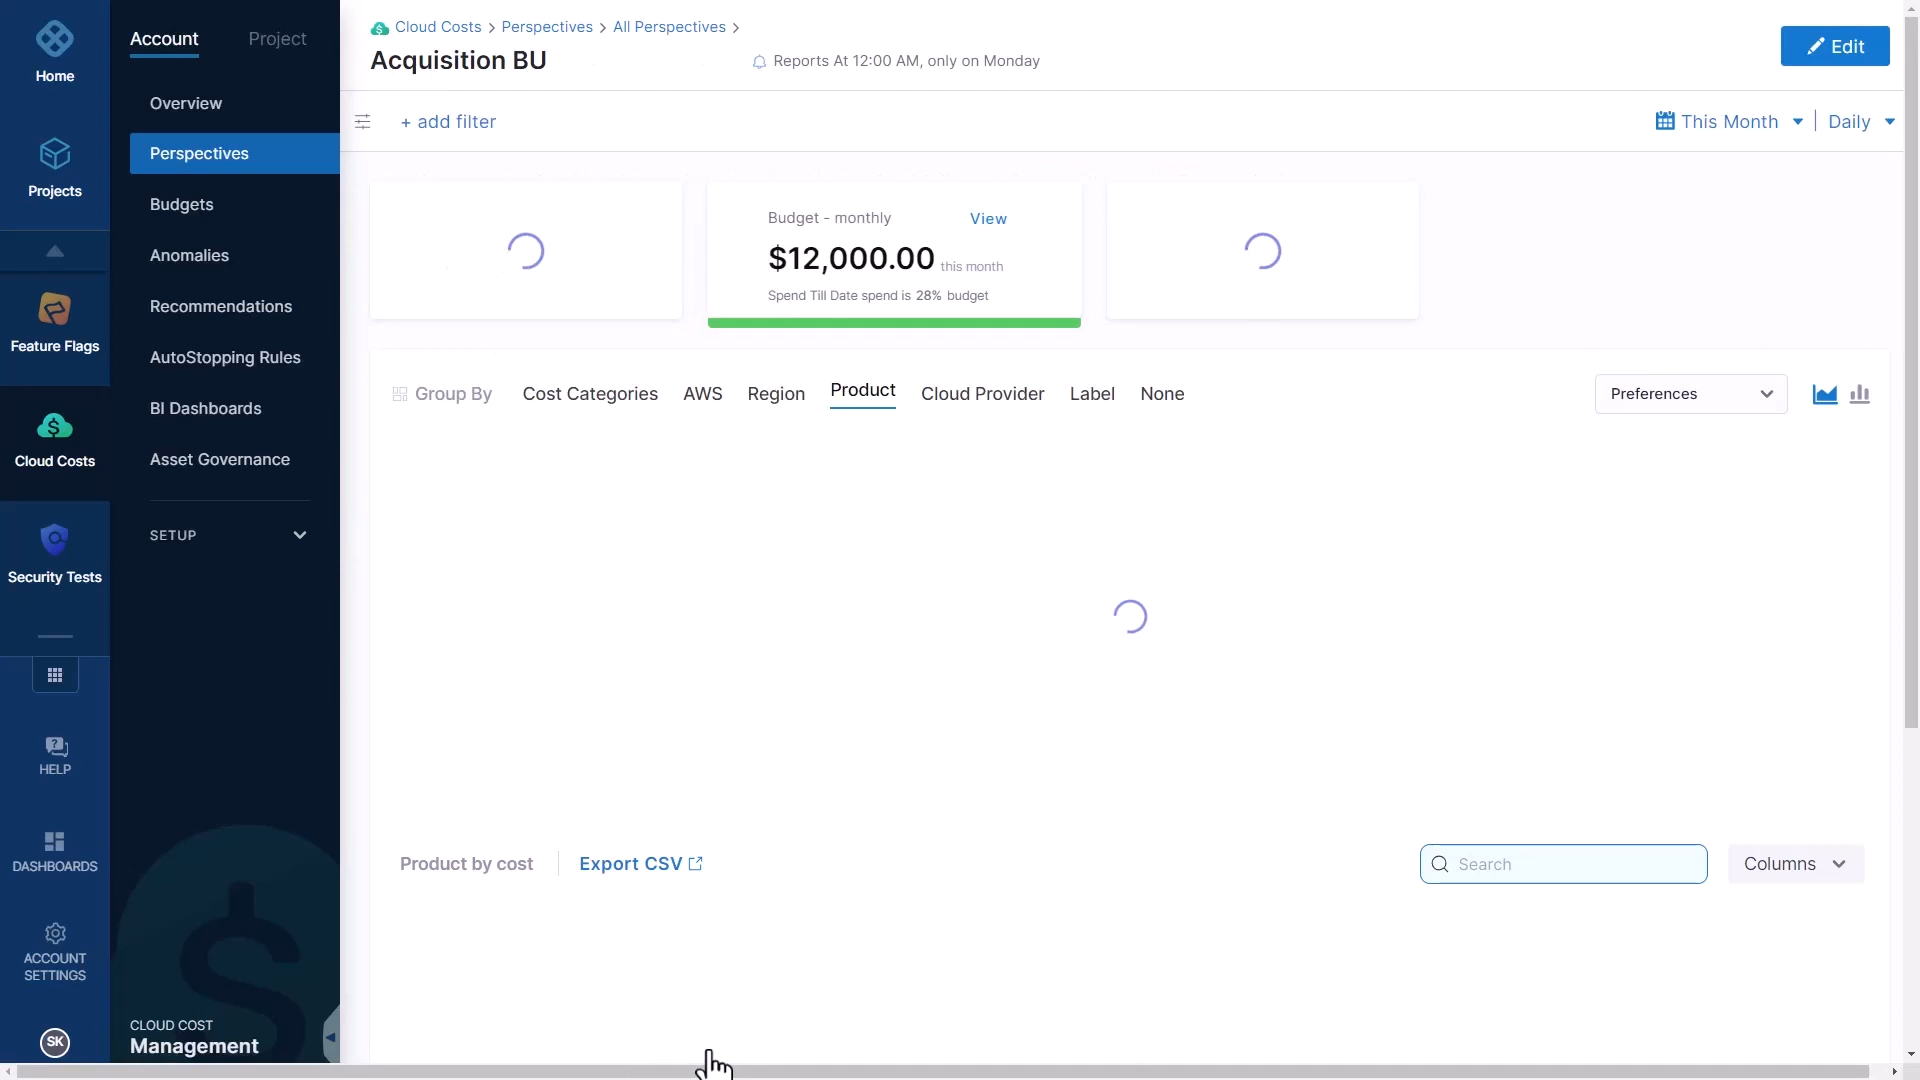 Home
Projects
Feature Flags
Cloud Costs
Security Tests
HELP
DASHBOARDS
ACCOUNT
SETTINGS
SK
Account Project
Overview
Perspectives
Budgets
Anomalies
Recommendations
AutoStopping Rules
BI Dashboards
Asset Governance
SETUP
CLOUD COST
Management
Cloud Costs > Perspectives > All Perspectives >
Acquisition BU
Reports At 12:00 AM, only on Monday
Edit
+ add filter
This Month | Daily
Budget - monthly View
$12,000.00 this month
Spend Till Date spend is 28% budget
Group By Cost Categories AWS Region Product Cloud Provider Label None
Preferences
Product by cost Export CSV
Search
Columns